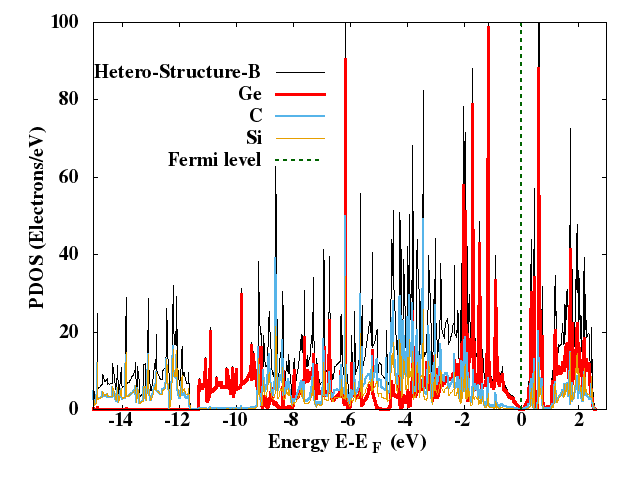 100
80
60
40
20
0
PDOS (Electrons/eV)
Hetero-Structure-B
Ge
C
Si
Fermi level
-14 -12 -10 -8 -6 -4 -2 0 2
Energy E-E F (eV)